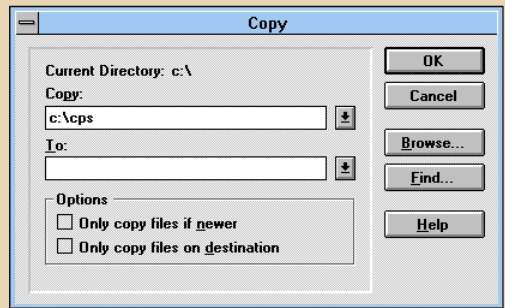 Copy
Current Directory: c:\
Copy:
c:\cps
To:
Options
Only copy files if newer
Only copy files on destination
OK
Cancel
Browse...
Find...
Help